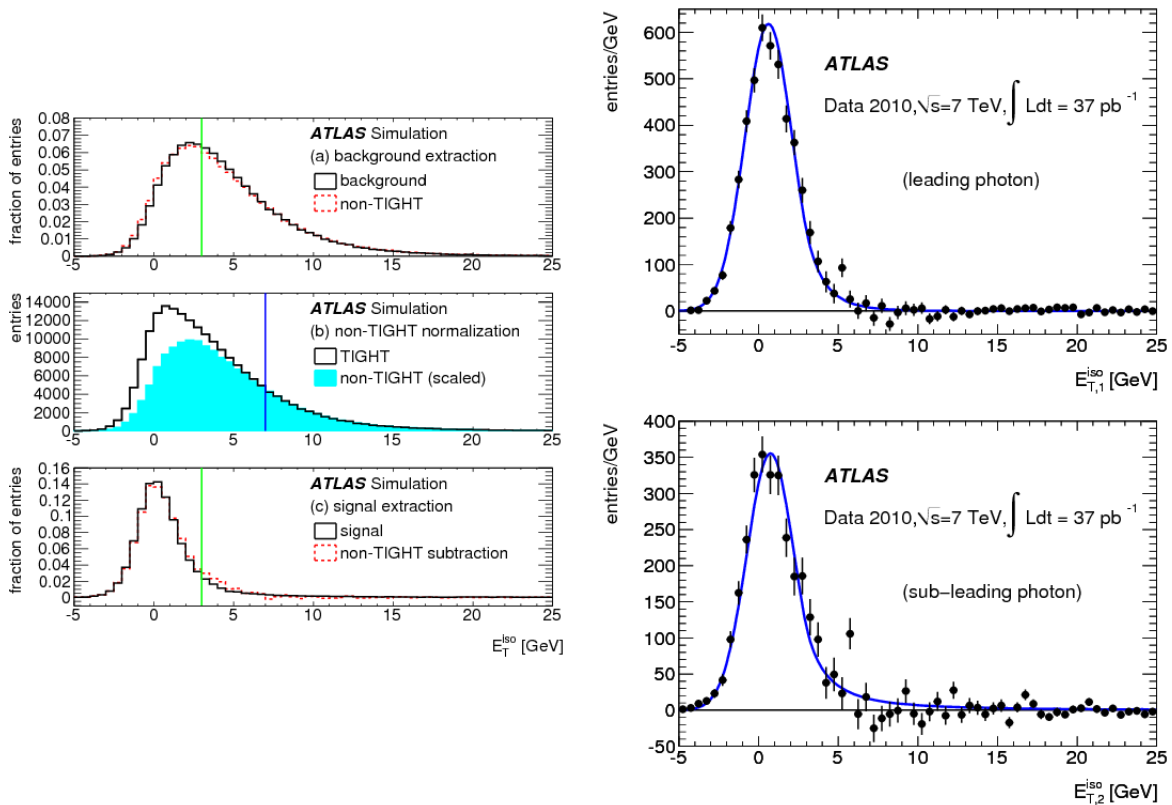 fraction of entries
0.08
0.07
0.06
0.05
0.04
0.03
0.02
0.01
0
ATLAS Simulation
(a) background extraction
background
non-TIGHT
-5 0 5 10 15 20 25
entries
14000
12000
10000
8000
6000
4000
2000
0
ATLAS Simulation
(b) non-TIGHT normalization
TIGHT
non-TIGHT (scaled)
-5 0 5 10 15 20 25
fraction of entries
0.16
0.14
0.12
0.1
0.08
0.06
0.04
0.02
0
ATLAS Simulation
(c) signal extraction
signal
non-TIGHT subtraction
-5 0 5 10 15 20 25
E_T^iso [GeV]
entries/GeV
600
500
400
300
200
100
0
ATLAS
Data 2010,√s=7 TeV,∫ Ldt = 37 pb⁻¹
(leading photon)
-5 0 5 10 15 20 25
E_T,1^iso [GeV]
entries/GeV
400
350
300
250
200
150
100
50
0
-50
ATLAS
Data 2010,√s=7 TeV,∫ Ldt = 37 pb⁻¹
(sub-leading photon)
-5 0 5 10 15 20 25
E_T,2^iso [GeV]